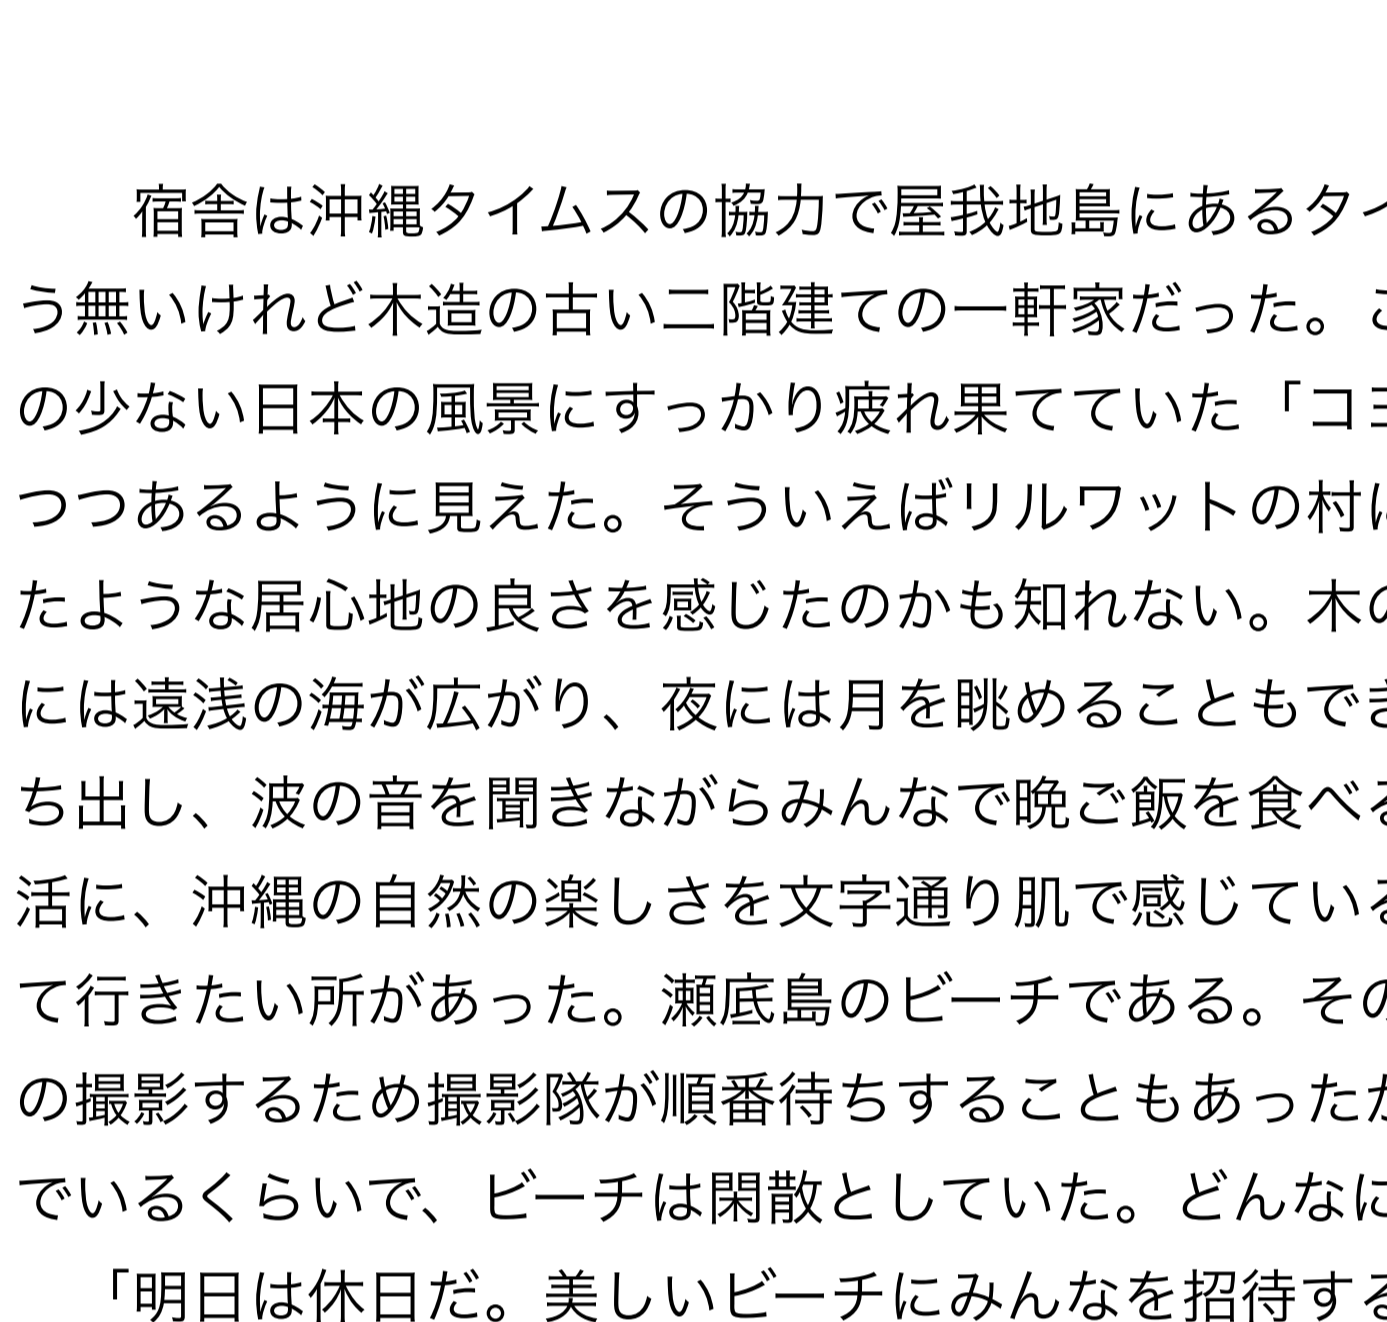 宿舎は沖縄タイムスの協力で屋我地島にあるタイ
う無いけれど木造の古い二階建ての一軒家だった。こ
の少ない日本の風景にすっかり疲れ果てていた「コヨ
つつあるように見えた。そういえばリルワットの村に
たような居心地の良さを感じたのかも知れない。木の
には遠浅の海が広がり、夜には月を眺めることもでき
ち出し、波の音を聞きながらみんなで晩ご飯を食べる
活に、沖縄の自然の楽しさを文字通り肌で感じている
て行きたい所があった。瀬底島のビーチである。その
の撮影するため撮影隊が順番待ちすることもあったが
でいるくらいで、ビーチは閑散としていた。どんなに
「明日は休日だ。美しいビーチにみんなを招待する